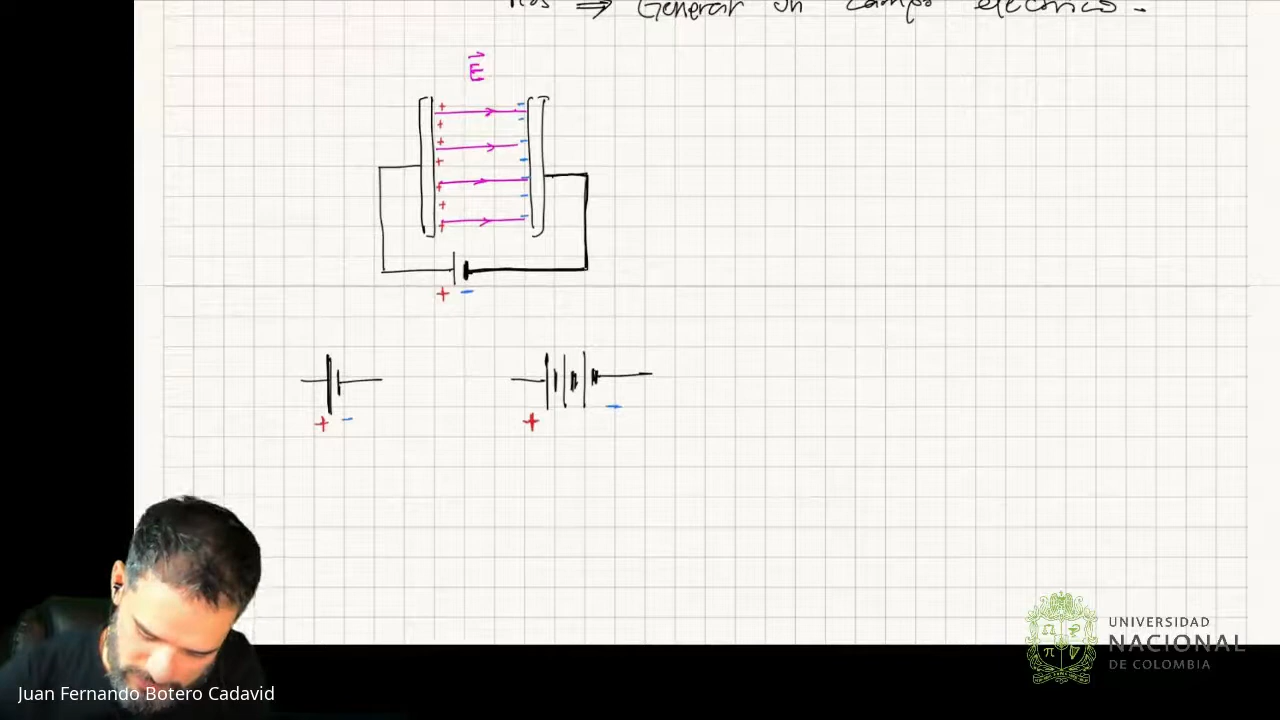 ⇒ Generar un campo eléctrico.
E
+ -
+ -
+ -
+ -
Juan Fernando Botero Cadavid
UNIVERSIDAD
NACIONAL
DE COLOMBIA